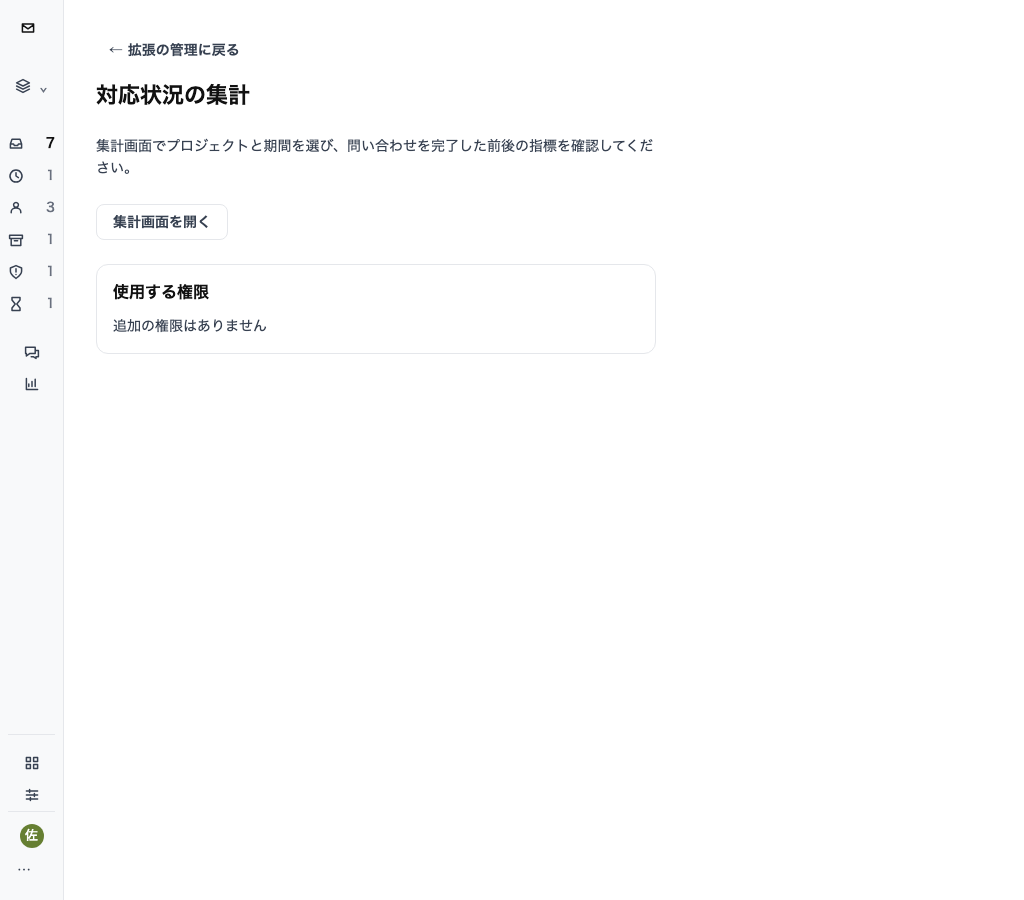 ← 拡張の管理に戻る
対応状況の集計
集計画面でプロジェクトと期間を選び、問い合わせを完了した前後の指標を確認してくだ
さい。
集計画面を開く
使用する権限
追加の権限はありません
7
1
3
1
1
1
佐
…